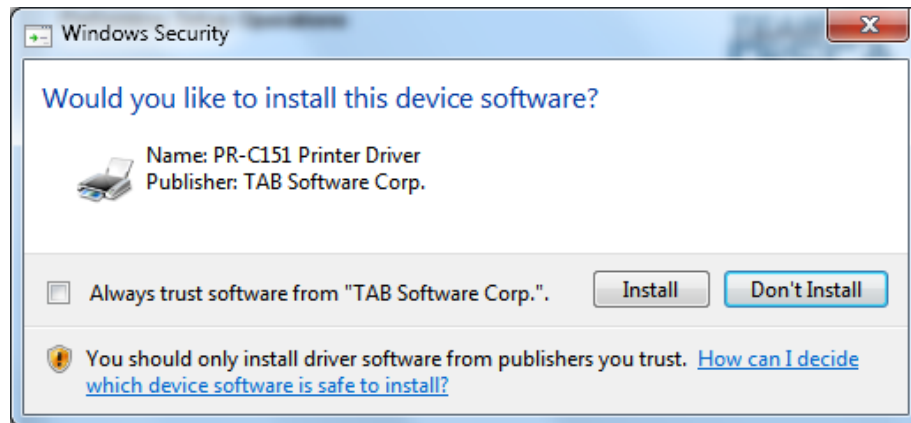 Windows Security
Would you like to install this device software?
Name: PR-C151 Printer Driver
Publisher: TAB Software Corp.
Always trust software from "TAB Software Corp.".
Install
Don't Install
You should only install driver software from publishers you trust. How can I decide
which device software is safe to install?